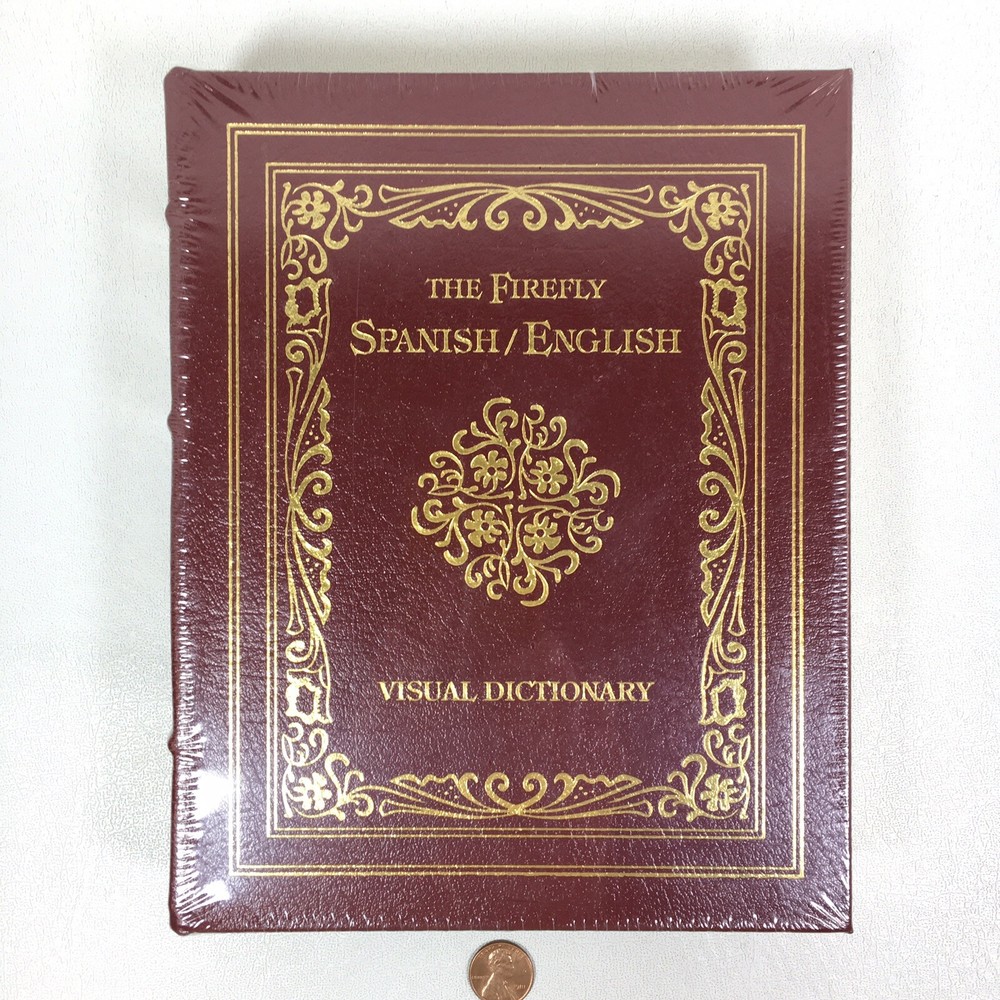 THE FIREFLY
SPANISH/ENGLISH
VISUAL DICTIONARY